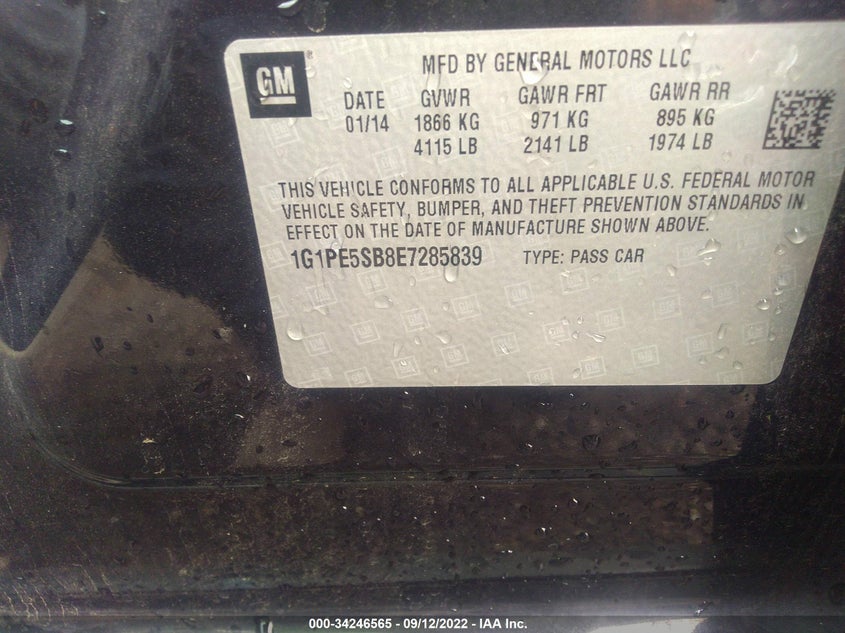 GM®
MFD BY GENERAL MOTORS LLC
DATE GVWR GAWR FRT GAWR RR
01/14 1866 KG 971 KG 895 KG
4115 LB 2141 LB 1974 LB
THIS VEHICLE CONFORMS TO ALL APPLICABLE U.S. FEDERAL MOTOR
VEHICLE SAFETY, BUMPER, AND THEFT PREVENTION STANDARDS IN
EFFECT ON THE DATE OF MANUFACTURE SHOWN ABOVE.
1G1PE5SB8E7285839 TYPE: PASS CAR
000-34246565 - 09/12/2022 - IAA Inc.